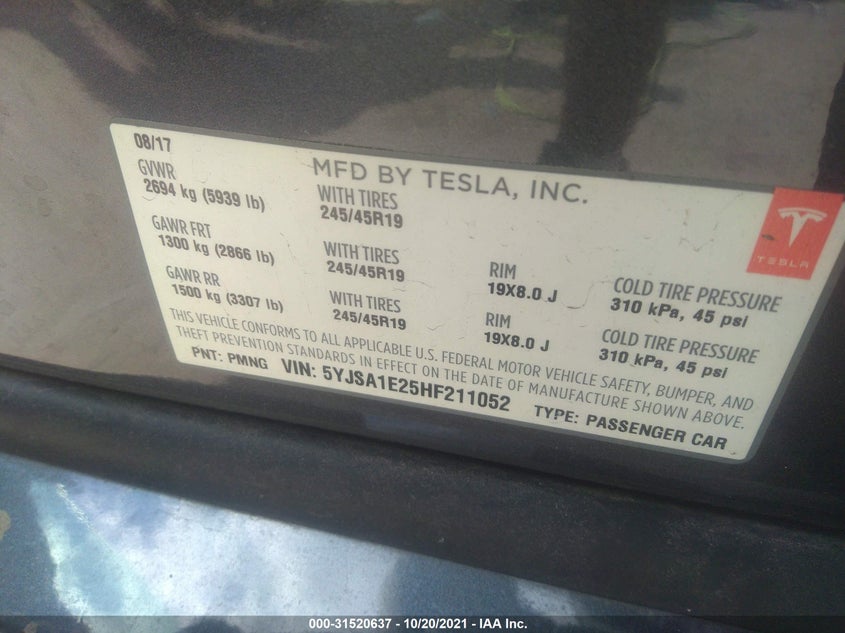 08/17
MFD BY TESLA, INC.
GVWR
2694 kg (5939 lb)
WITH TIRES
245/45R19
GAWR FRT
1300 kg (2866 lb)
WITH TIRES
245/45R19
RIM
19X8.0 J
COLD TIRE PRESSURE
310 kPa, 45 psi
GAWR RR
1500 kg (3307 lb)
WITH TIRES
245/45R19
RIM
19X8.0 J
COLD TIRE PRESSURE
310 kPa, 45 psi
THIS VEHICLE CONFORMS TO ALL APPLICABLE U.S. FEDERAL MOTOR VEHICLE SAFETY, BUMPER, AND
THEFT PREVENTION STANDARDS IN EFFECT ON THE DATE OF MANUFACTURE SHOWN ABOVE.
PNT: PMNG VIN: 5YJSA1E25HF211052 TYPE: PASSENGER CAR
TESLA
000-31520637 - 10/20/2021 - IAA Inc.